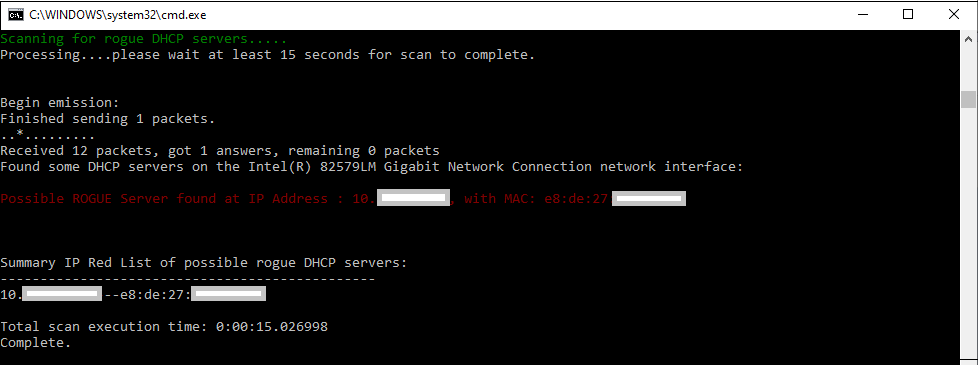 C:\WINDOWS\system32\cmd.exe
Scanning for rogue DHCP servers.....
Processing....please wait at least 15 seconds for scan to complete.
Begin emission:
Finished sending 1 packets.
..*.........
Received 12 packets, got 1 answers, remaining 0 packets
Found some DHCP servers on the Intel(R) 82579LM Gigabit Network Connection network interface:
Possible ROGUE Server found at IP Address : 10. , with MAC: e8:de:27
Summary IP Red List of possible rogue DHCP servers:
-----------------------------------------------
10. --e8:de:27:
Total scan execution time: 0:00:15.026998
Complete.